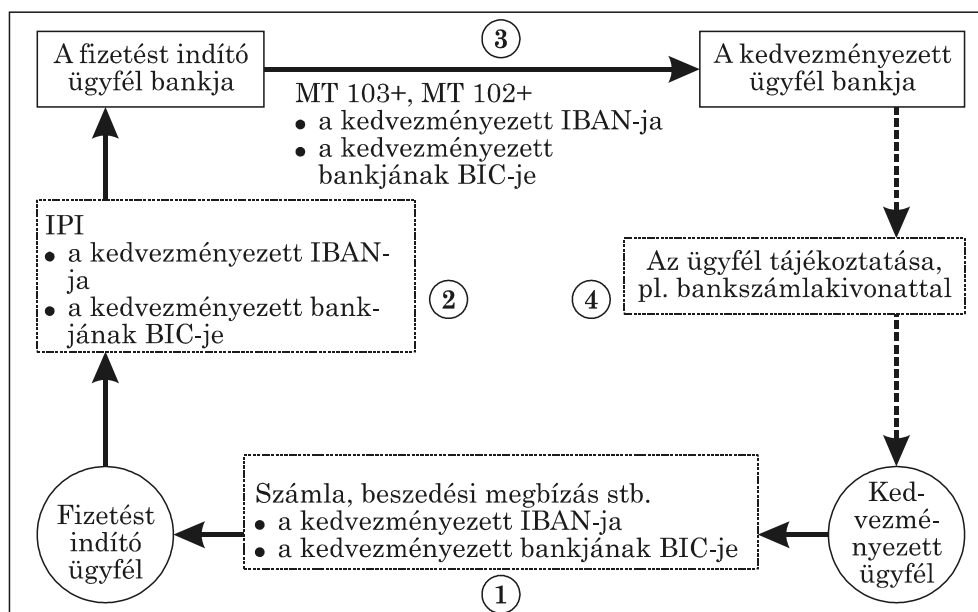 A fizetést indító
ügyfél bankja
3
A kedvezményezett
ügyfél bankja
MT 103+, MT 102+
• a kedvezményezett IBAN-ja
• a kedvezményezett
bankjának BIC-je
IPI
• a kedvezményezett IBAN-
ja
• a kedvezményezett bank-
jának BIC-je
2
4
Az ügyfél tájékoztatása,
pl. bankszámlakivonattal
Fizetést
indító
ügyfél
Számla, beszedési megbízás stb.
• a kedvezményezett IBAN-ja
• a kedvezményezett bankjának BIC-je
Ked-
vezmé-
nyezett
ügyfél
1